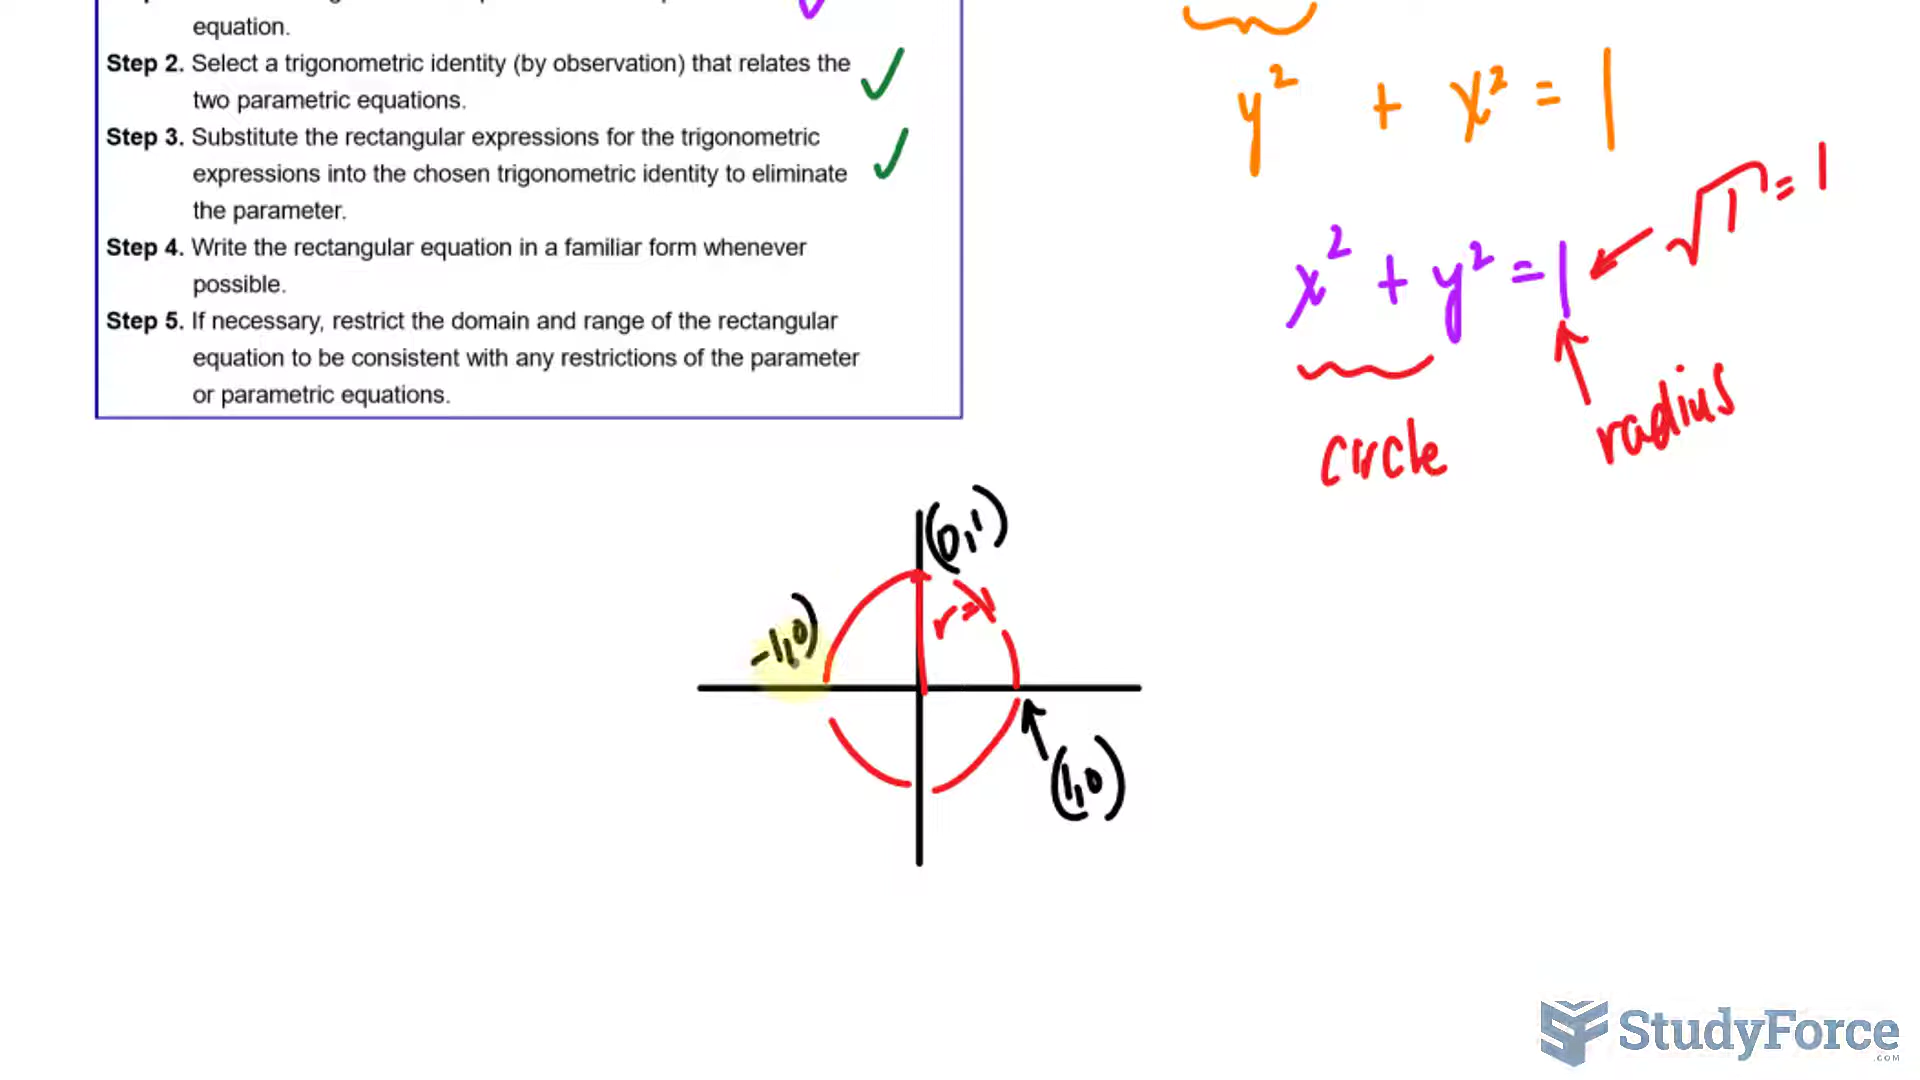 equation.
Step 2. Select a trigonometric identity (by observation) that relates the
two parametric equations.
Step 3. Substitute the rectangular expressions for the trigonometric
expressions into the chosen trigonometric identity to eliminate
the parameter.
Step 4. Write the rectangular equation in a familiar form whenever
possible.
Step 5. If necessary, restrict the domain and range of the rectangular
equation to be consistent with any restrictions of the parameter
or parametric equations.
y² + x² = 1
√1 = 1
x² + y² = 1
radius
circle
(0,1)
r=1
-1,0)
(1,0)
StudyForce
.COM